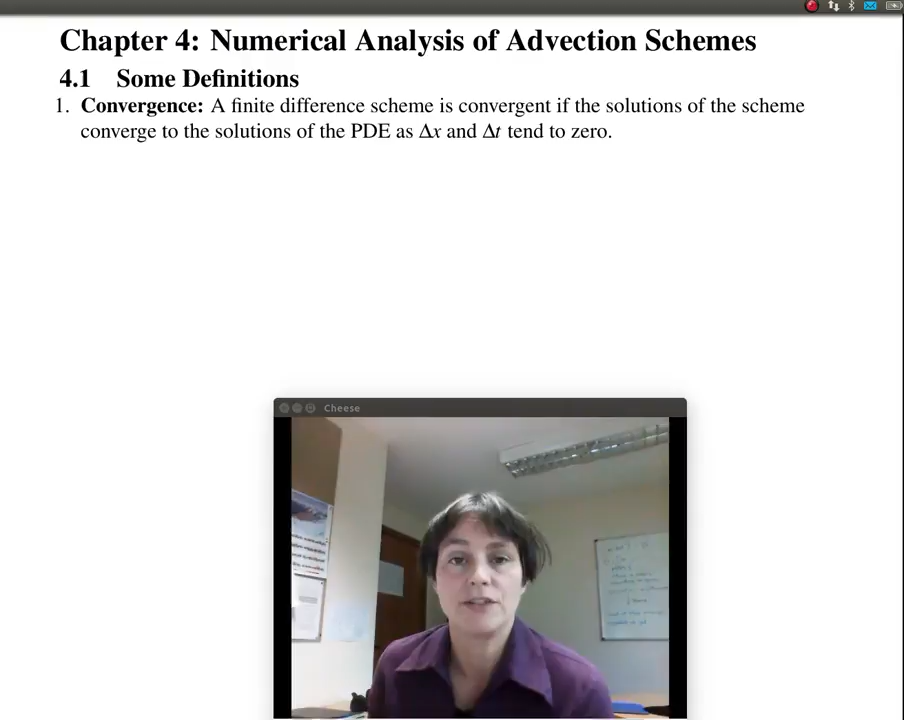 Chapter 4: Numerical Analysis of Advection Schemes
4.1 Some Definitions
1. Convergence: A finite difference scheme is convergent if the solutions of the scheme
converge to the solutions of the PDE as Δx and Δt tend to zero.
Cheese